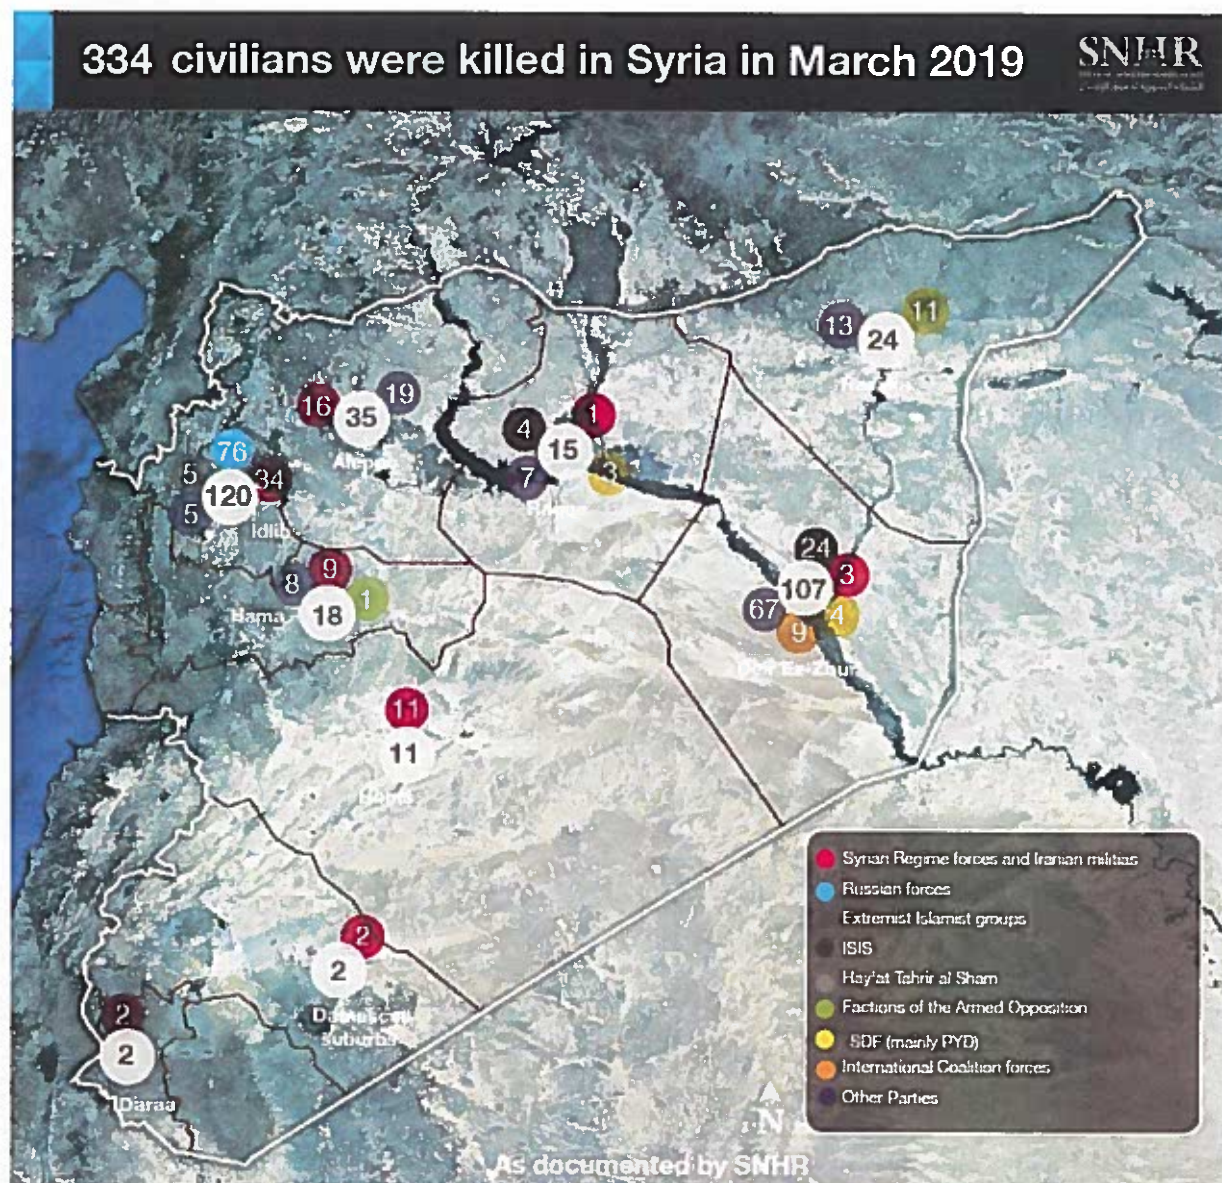 334 civilians were killed in Syria in March 2019
SNHR
11
13
24
19
16
35
Aleppo
1
4
15
7
3
76
5
34
120
5
Idlib
24
3
107
67
4
9
9
8
1
18
Hama
11
11
2
2
Damascus
suburbs
2
2
Daraa
Syrian Regime forces and Iranian militias
Russian forces
Extremist Islamist groups
ISIS
Hay'at Tahrir al Sham
Factions of the Armed Opposition
SDF (mainly PYD)
International Coalition forces
Other Parties
N
As documented by SNHR